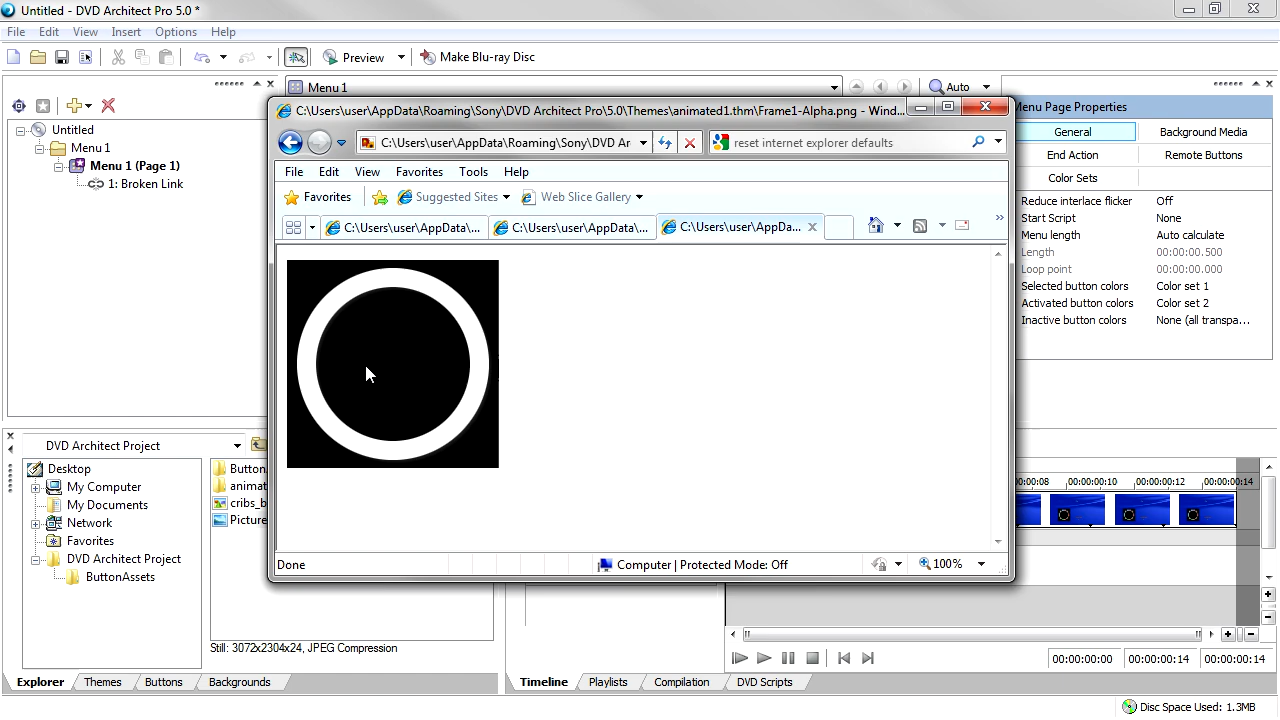 Untitled - DVD Architect Pro 5.0 *
File Edit View Insert Options Help
Preview Make Blu-ray Disc
Menu 1 Auto
Untitled
Menu 1
Menu 1 (Page 1)
1: Broken Link
C:\Users\user\AppData\Roaming\Sony\DVD Architect Pro\5.0\Themes\animated1.thm\Frame1-Alpha.png - Wind...
C:\Users\user\AppData\Roaming\Sony\DVD Ar reset internet explorer defaults
File Edit View Favorites Tools Help
Favorites Suggested Sites Web Slice Gallery
C:\Users\user\AppData\... C:\Users\user\AppData\... C:\Users\user\AppDa...
Done Computer | Protected Mode: Off 100%
Menu Page Properties
General Background Media
End Action Remote Buttons
Color Sets
Reduce interlace flicker Off
Start Script None
Menu length Auto calculate
Length 00:00:00.500
Loop point 00:00:00.000
Selected button colors Color set 1
Activated button colors Color set 2
Inactive button colors None (all transpa...
DVD Architect Project
Desktop
My Computer
My Documents
Network
Favorites
DVD Architect Project
ButtonAssets
Button
animat
cribs_b
Picture
Still: 3072x2304x24, JPEG Compression
Explorer Themes Buttons Backgrounds
00:00:08 00:00:00:10 00:00:00:12 00:00:00:14
00:00:00:00 00:00:00:14 00:00:00:14
Timeline Playlists Compilation DVD Scripts
Disc Space Used: 1.3MB